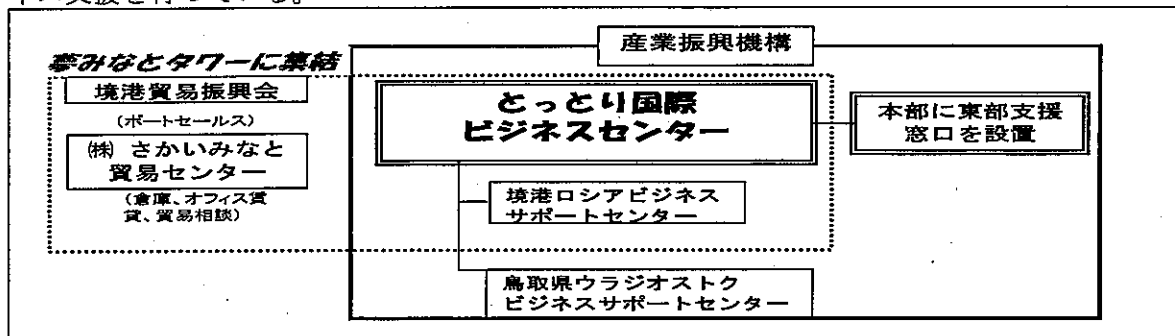 産業振興機構
夢みなとタワーに集結
境港貿易振興会
(ポートセールス)
㈱ さかいみなと
貿易センター
(倉庫、オフィス賃
貸、貿易相談)
とっとり国際
ビジネスセンター
本部に東部支援
窓口を設置
境港ロシアビジネス
サポートセンター
鳥取県ウラジオストク
ビジネスサポートセンター